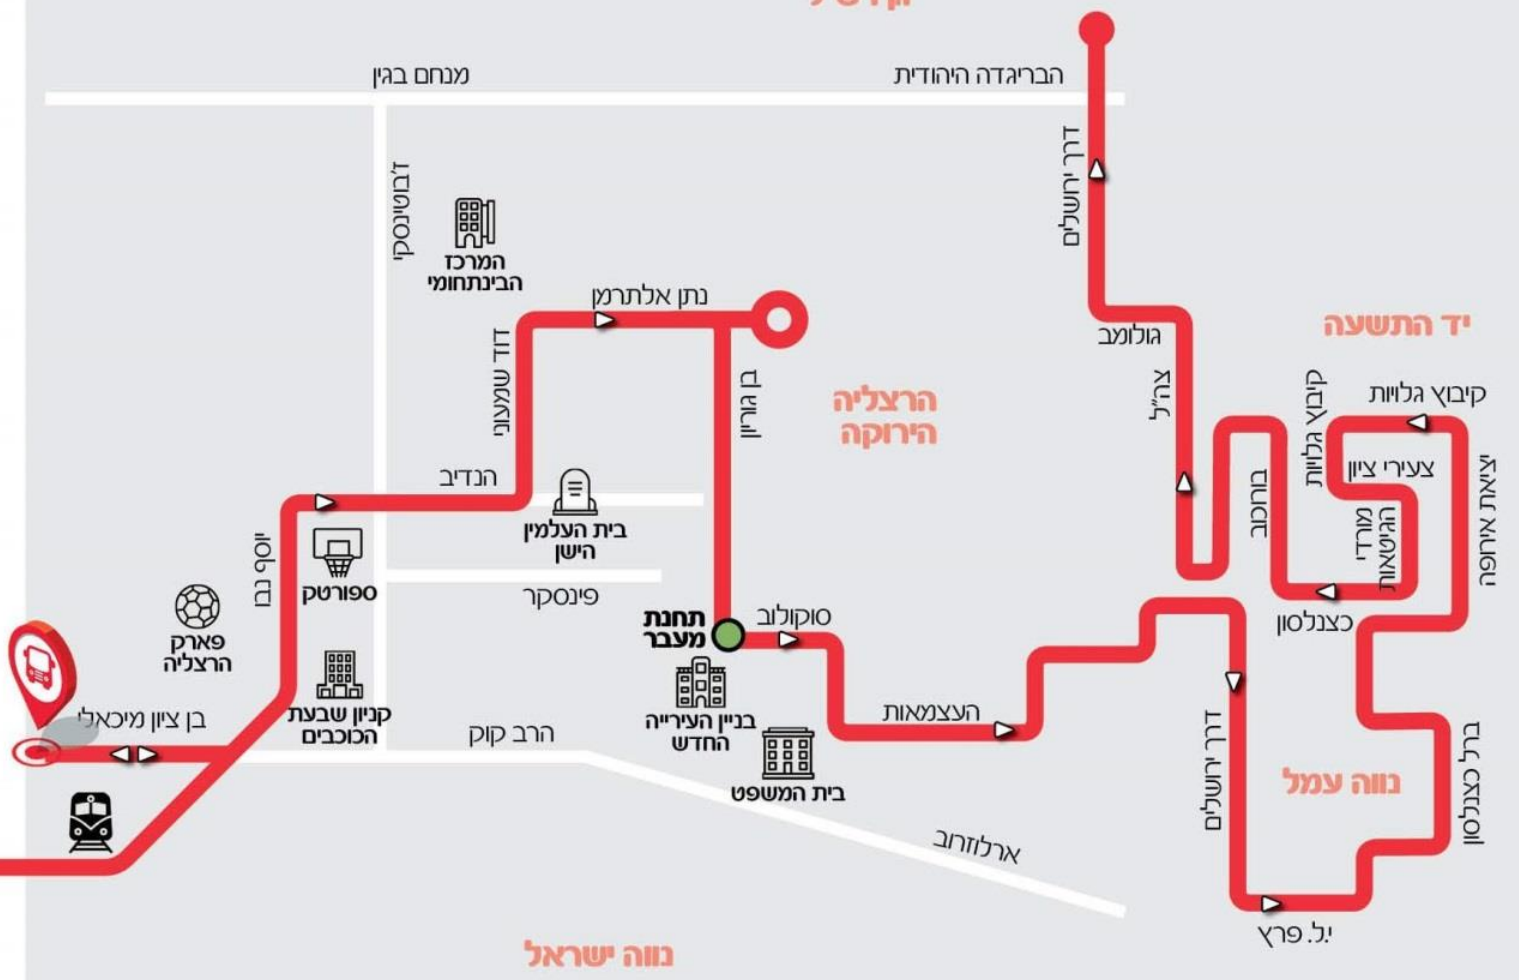 מנחם בגין
הבריגדה היהודית
דרך ירושלים
ז'בוטינסקי
המרכז
הבינתחומי
נתן אלתרמן
דוד שמעוני
גולומב
יד התשעה
צה"ל
בן גוריון
הרצליה
הירוקה
קיבוץ גלויות
קיבוץ גלויות
צעירי ציון
יציאת אירופה
הנדיב
בית העלמין
הישן
ברוכוב
מורדי
הגיטאות
יוסף נבו
ספורטק
פינסקר
פארק
הרצליה
תחנת
מעבר
סוקולוב
כצנלסון
קניון שבעת
הכוכבים
בן ציון מיכאלי
הרב קוק
בניין העירייה
החדש
העצמאות
בית המשפט
דרך ירושלים
נווה עמל
ברל כצנלסון
ארלוזרוב
י.ל. פרץ
נווה ישראל